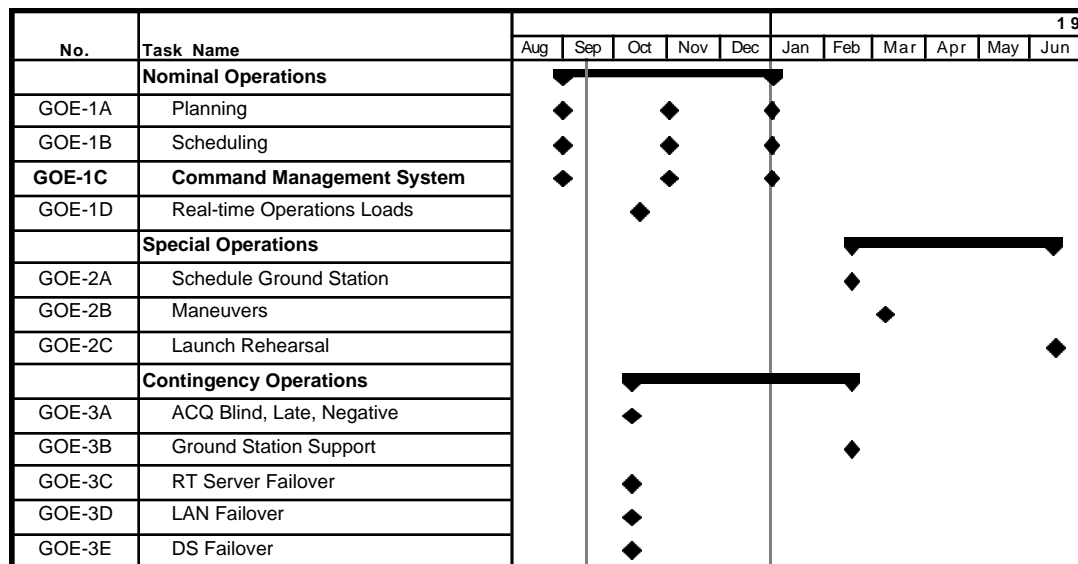 19
No. Task Name Aug Sep Oct Nov Dec Jan Feb Mar Apr May Jun
Nominal Operations
GOE-1A Planning
GOE-1B Scheduling
GOE-1C Command Management System
GOE-1D Real-time Operations Loads
Special Operations
GOE-2A Schedule Ground Station
GOE-2B Maneuvers
GOE-2C Launch Rehearsal
Contingency Operations
GOE-3A ACQ Blind, Late, Negative
GOE-3B Ground Station Support
GOE-3C RT Server Failover
GOE-3D LAN Failover
GOE-3E DS Failover